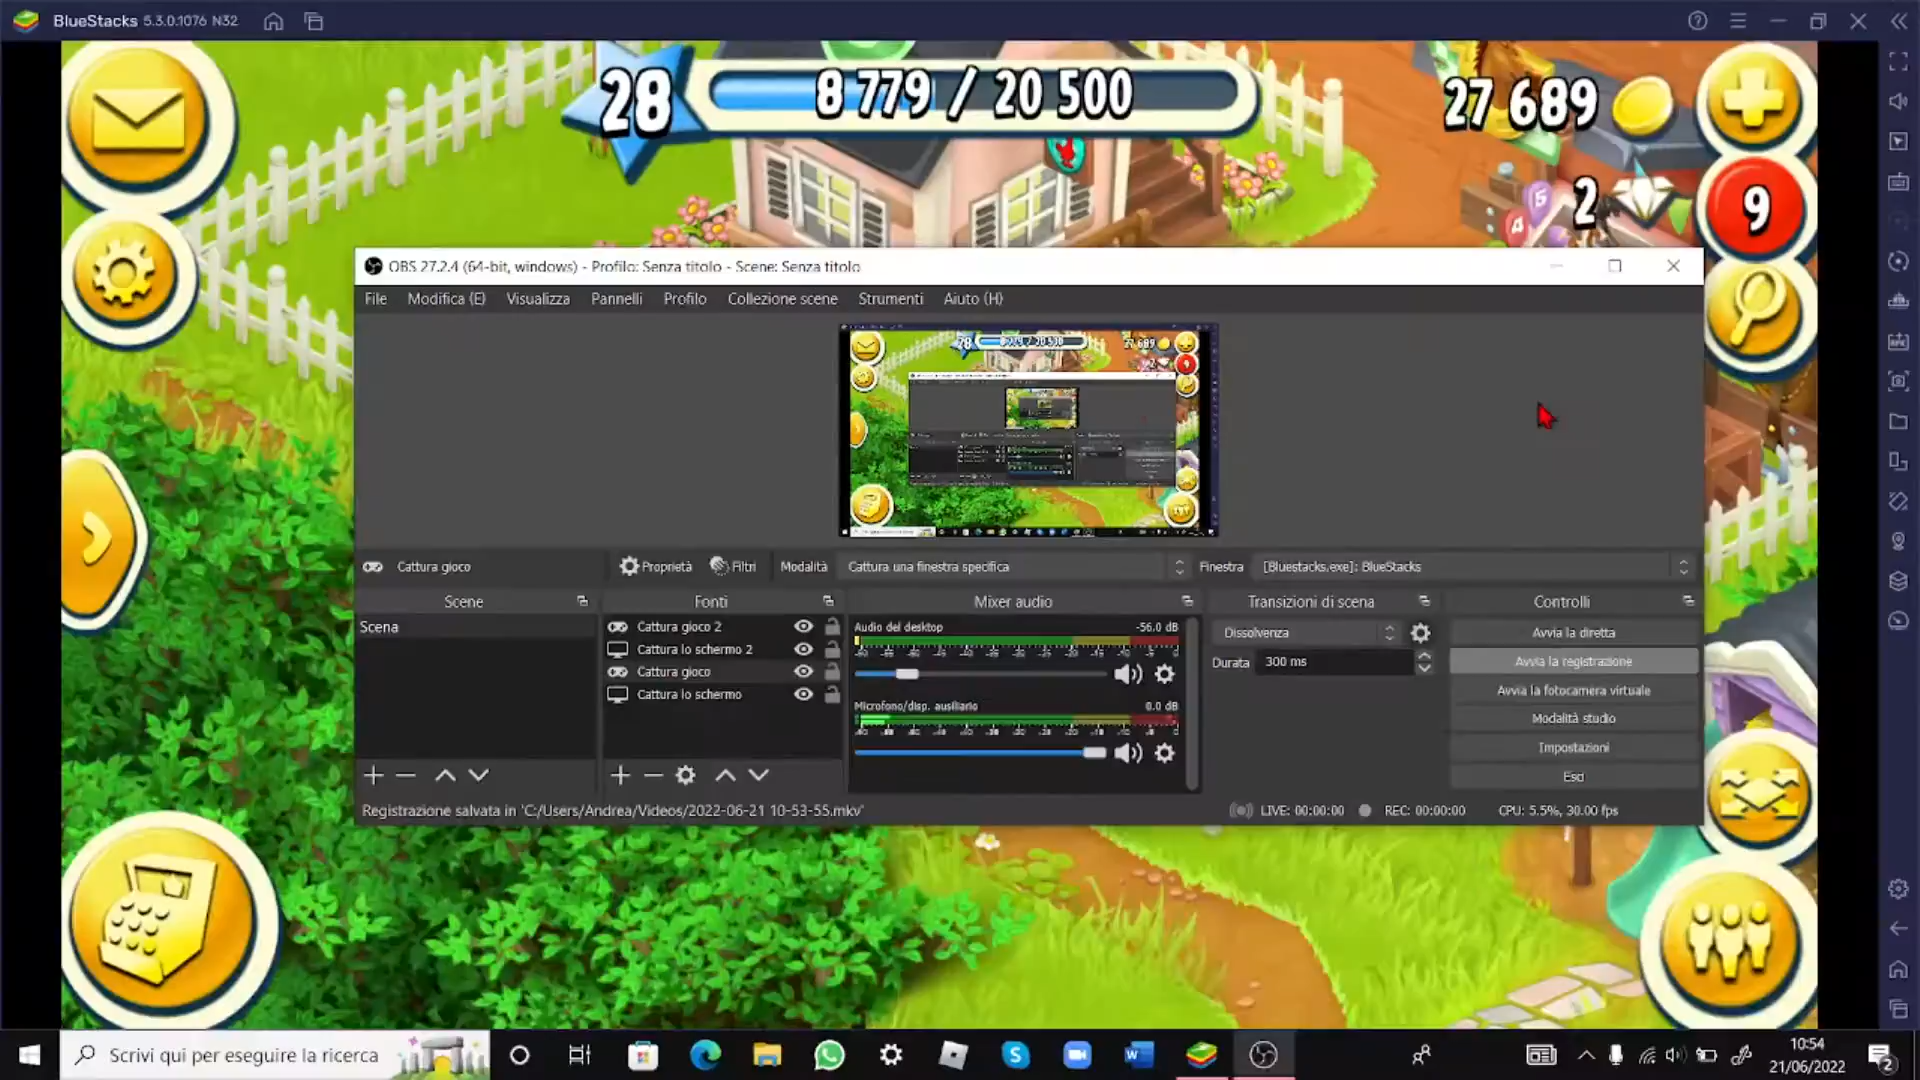 BlueStacks 5.3.0.1076 N32
28
8 779 / 20 500
27 689
2
9
OBS 27.2.4 (64-bit, windows) - Profilo: Senza titolo - Scene: Senza titolo
File Modifica (E) Visualizza Pannelli Profilo Collezione scene Strumenti Aiuto (H)
Cattura gioco Proprietà Filtri Modalità Cattura una finestra specifica Finestra [Bluestacks.exe]: BlueStacks
Scene Fonti Mixer audio Transizioni di scena Controlli
Scena
Cattura gioco 2
Cattura lo schermo 2
Cattura gioco
Cattura lo schermo
Audio del desktop -56.0 dB
Microfono/disp. ausiliario 0.0 dB
Dissolvenza
Durata 300 ms
Avvia la diretta
Avvia la registrazione
Avvia la fotocamera virtuale
Modalità studio
Impostazioni
Esci
Registrazione salvata in 'C:/Users/Andrea/Videos/2022-06-21 10-53-55.mkv'
LIVE: 00:00:00 REC: 00:00:00 CPU: 5.5%, 30.00 fps
Scrivi qui per eseguire la ricerca
10:54
21/06/2022
2